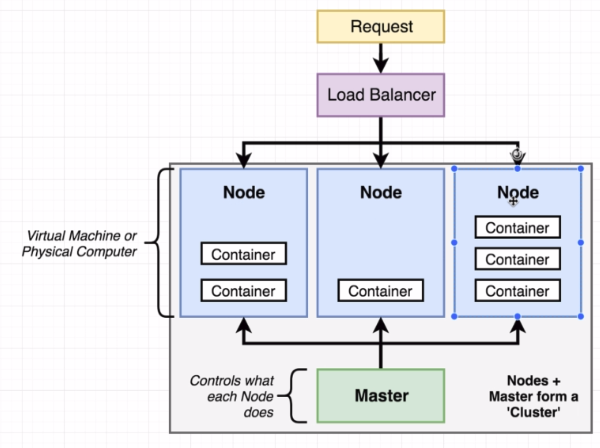 Request
Load Balancer
Node
Node
Node
Container
Container
Container
Container
Container
Container
Virtual Machine or
Physical Computer
Controls what
each Node
does
Master
Nodes +
Master form a
'Cluster'